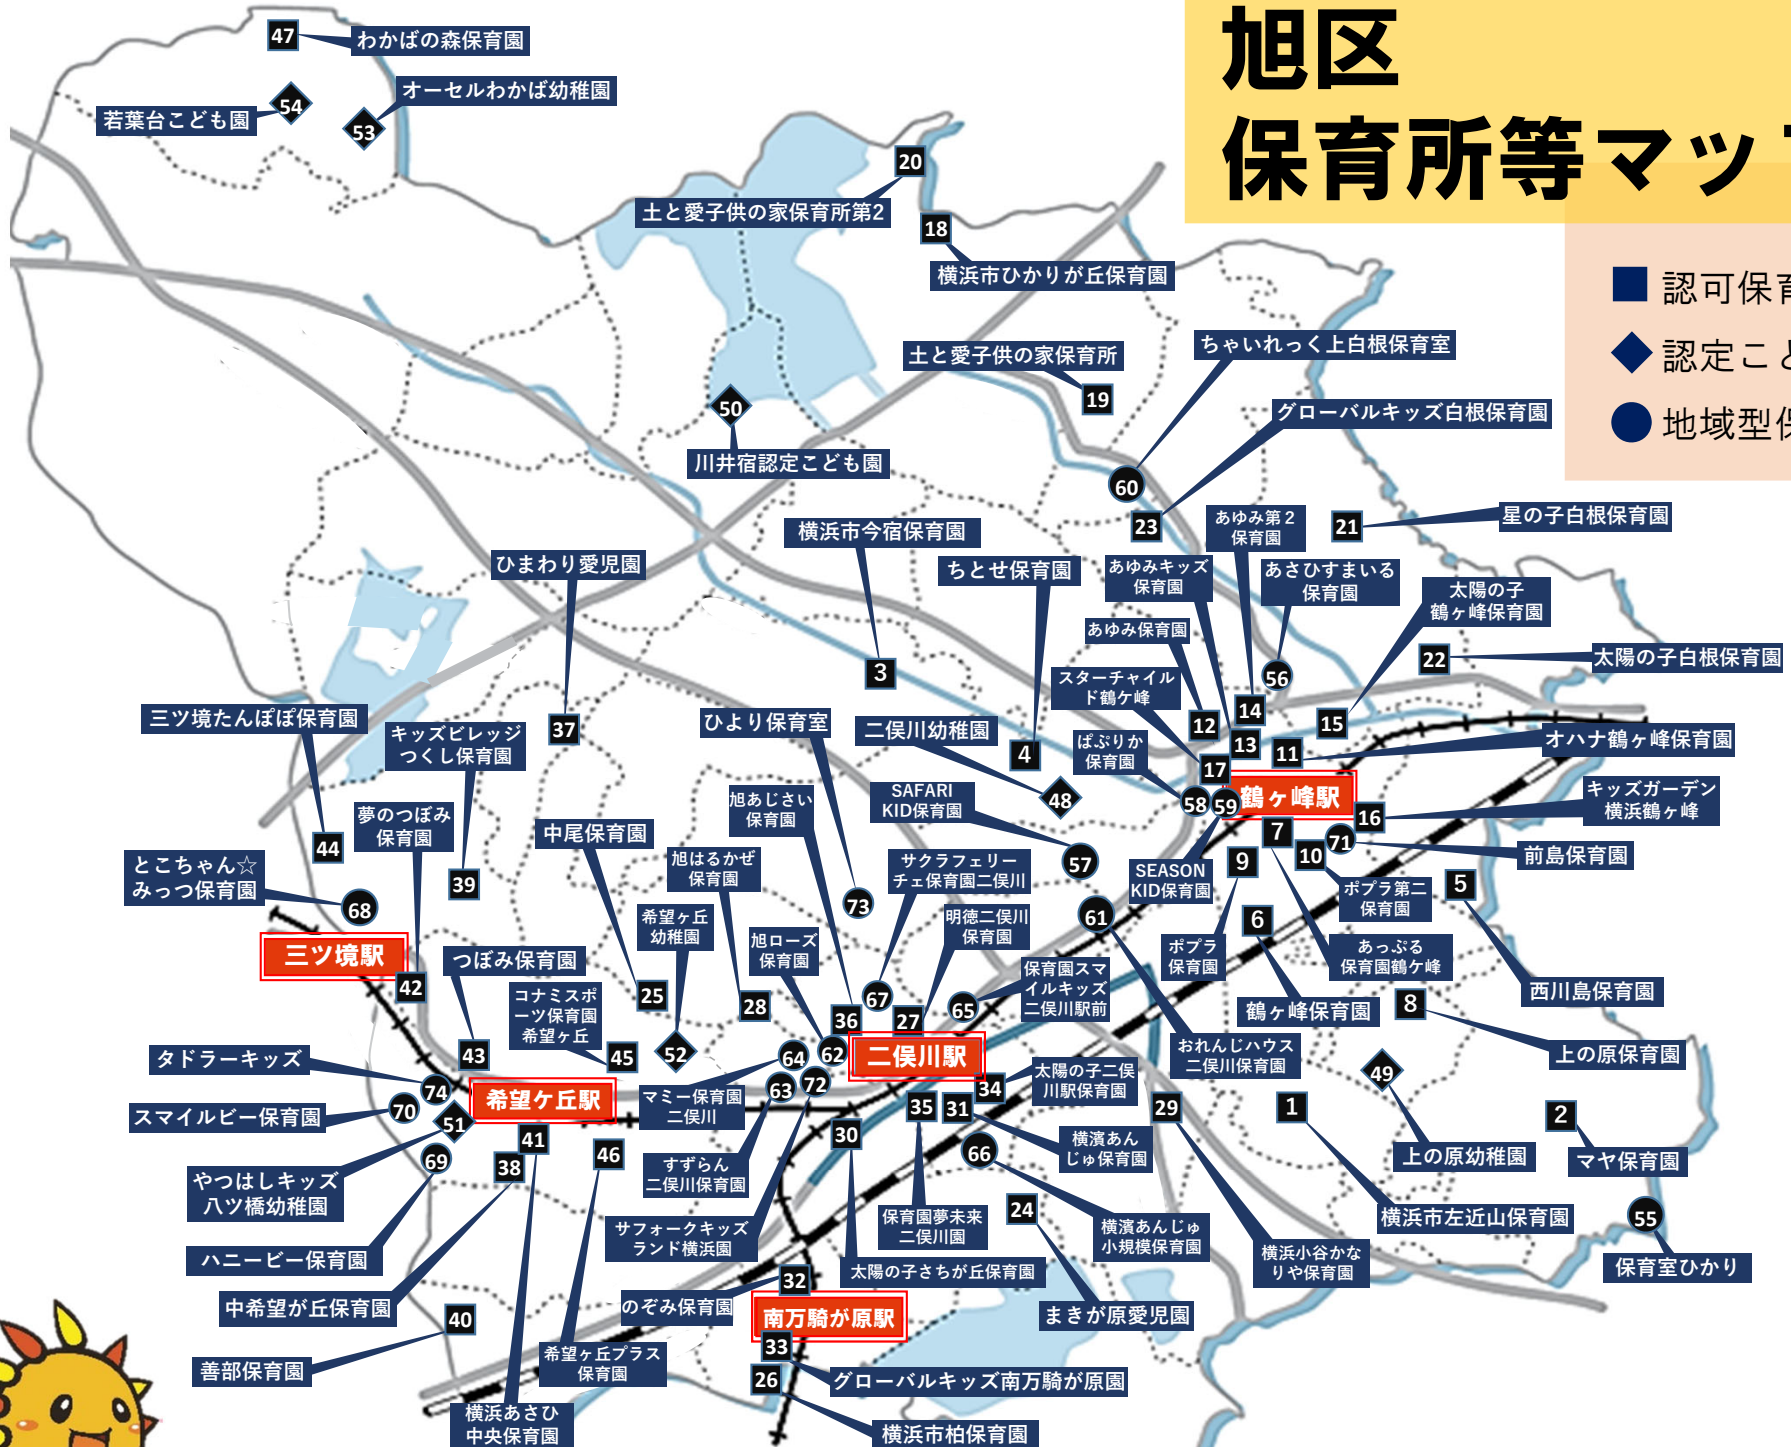 旭区
保育所等マップ
認可保育
認定こと
地域型保
47
わかばの森保育園
54
若葉台こども園
53
オーセルわかば幼稚園
20
土と愛子供の家保育所第2
18
横浜市ひかりが丘保育園
土と愛子供の家保育所
19
ちゃいれっく上白根保育室
60
グローバルキッズ白根保育園
23
50
川井宿認定こども園
横浜市今宿保育園
3
ちとせ保育園
4
あゆみキッズ
保育園
13
あゆみ第2
保育園
14
21
星の子白根保育園
あさひすまいる
保育園
56
太陽の子
鶴ヶ峰保育園
15
22
太陽の子白根保育園
ひまわり愛児園
37
あゆみ保育園
12
スターチャイル
ド鶴ケ峰
17
11
オハナ鶴ヶ峰保育園
三ツ境たんぽぽ保育園
44
キッズビレッジ
つくし保育園
39
ひより保育室
73
二俣川幼稚園
48
ぱぷりか
保育園
58
59
鶴ヶ峰駅
16
キッズガーデン
横浜鶴ヶ峰
夢のつぼみ
保育園
42
中尾保育園
25
旭あじさい
保育園
36
SAFARI
KID保育園
57
SEASON
KID保育園
7
10
71
前島保育園
9
とこちゃん☆
みっつ保育園
68
旭はるかぜ
保育園
28
サクラフェリー
チェ保育園二俣川
67
ポプラ第二
保育園
5
西川島保育園
希望ヶ丘
幼稚園
52
旭ローズ
保育園
62
明徳二俣川
保育園
27
61
6
ポプラ
保育園
あっぷる
保育園鶴ケ峰
三ツ境駅
つぼみ保育園
43
コナミスポ
ーツ保育園
希望ヶ丘
45
65
保育園スマ
イルキッズ
二俣川駅前
鶴ヶ峰保育園
8
上の原保育園
二俣川駅
おれんじハウス
二俣川保育園
49
上の原幼稚園
タドラーキッズ
74
希望ケ丘駅
64
マミー保育園
二俣川
63
72
34
太陽の子二俣
川駅保育園
スマイルビー保育園
70
51
やつはしキッズ
八ツ橋幼稚園
35
31
横濱あん
じゅ保育園
29
1
2
マヤ保育園
69
ハニービー保育園
41
38
46
30
66
すずらん
二俣川保育園
24
横浜市左近山保育園
55
保育室ひかり
サフォークキッズ
ランド横浜園
保育園夢未来
二俣川園
横濱あんじゅ
小規模保育園
横浜小谷かな
りや保育園
中希望が丘保育園
32
のぞみ保育園
太陽の子さちが丘保育園
まきが原愛児園
40
善部保育園
南万騎が原駅
33
グローバルキッズ南万騎が原園
希望ヶ丘プラス
保育園
26
横浜市柏保育園
横浜あさひ
中央保育園